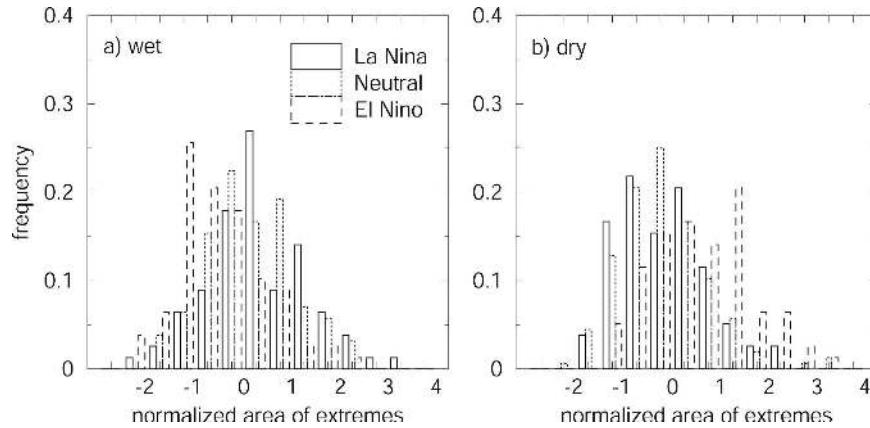 0.4
0.3
0.2
0.1
0
frequency
a) wet
La Nina
Neutral
El Nino
-2 -1 0 1 2 3 4
normalized area of extremes
0.4
0.3
0.2
0.1
0
b) dry
-2 -1 0 1 2 3 4
normalized area of extremes